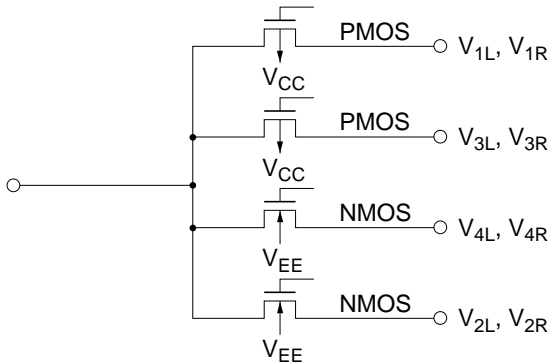 PMOS V1L, V1R
VCC
PMOS V3L, V3R
VCC
NMOS V4L, V4R
VEE
NMOS V2L, V2R
VEE